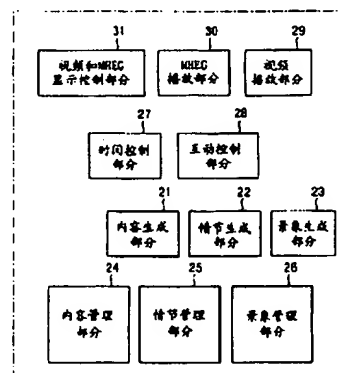 31
30
29
视频和MHEG
显示控制部分
MHEG
播放部分
视频
播放部分
27
28
时间控制
部分
互动控制
部分
21
22
23
内容生成
部分
情节生成
部分
录象生成
部分
24
25
26
内容管理
部分
情节管理
部分
录象管理
部分